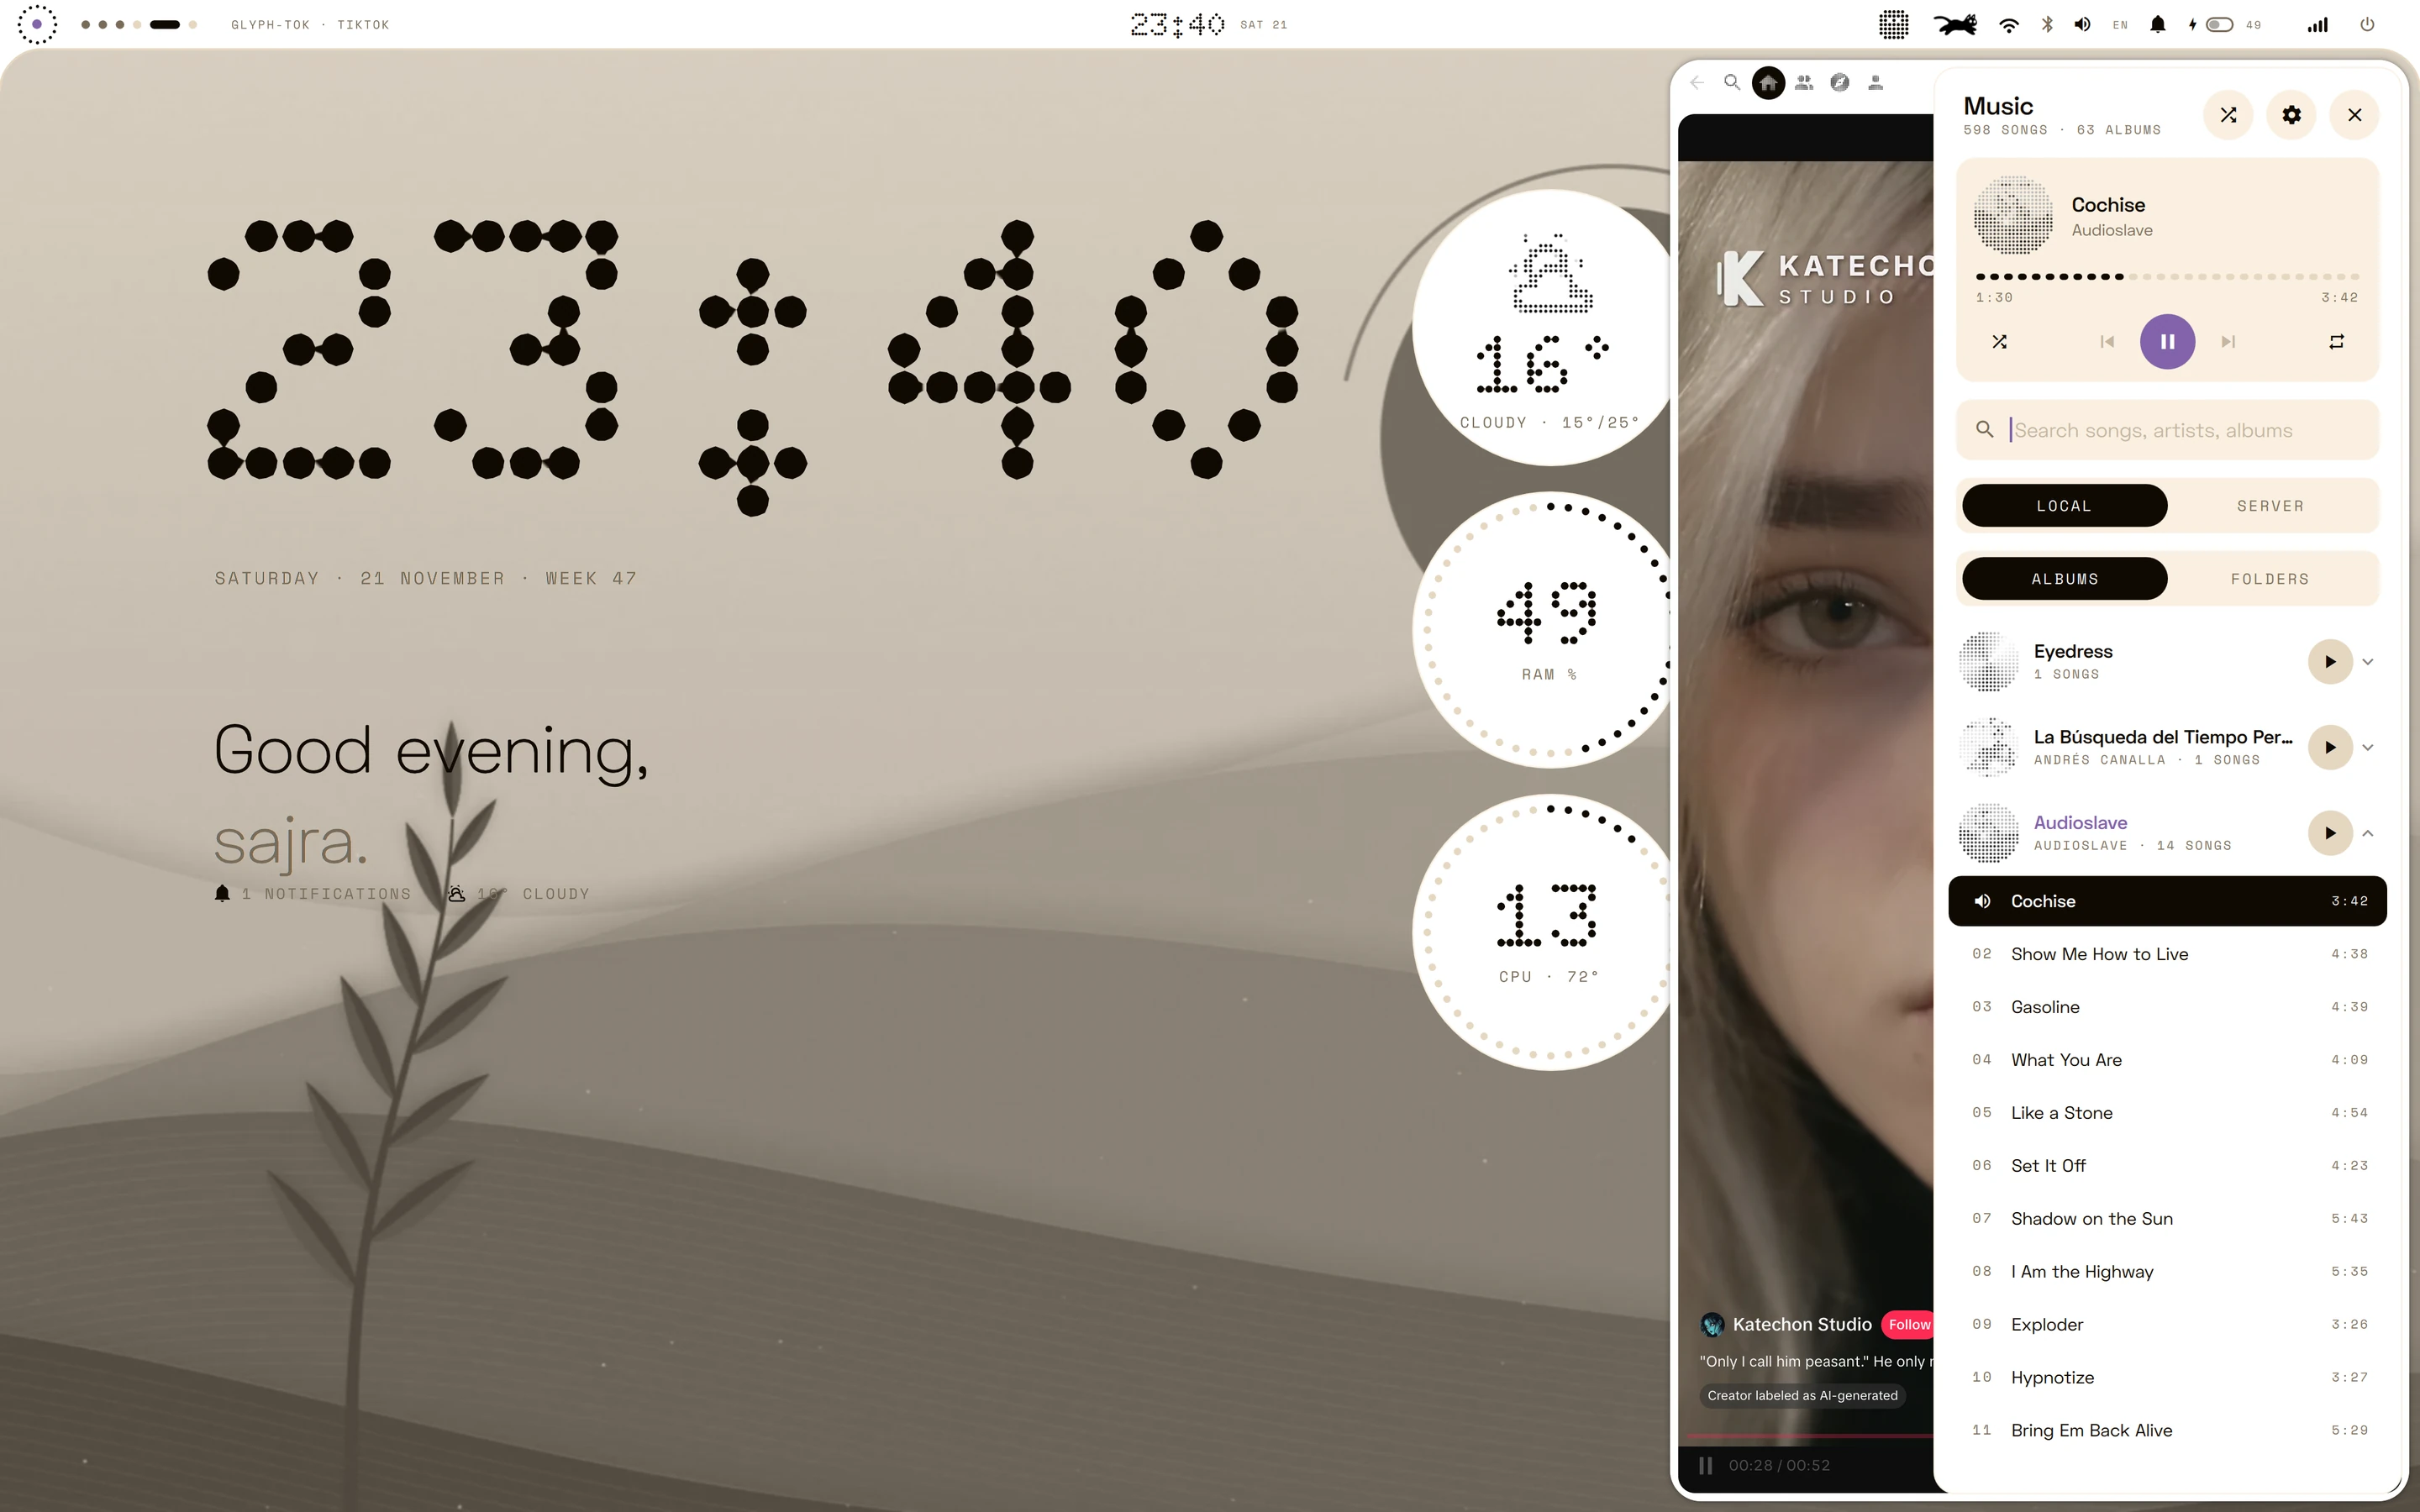 GLYPH-TOK · TIKTOK
23:40 SAT 21
EN
49
23:40
SATURDAY · 21 NOVEMBER · WEEK 47
Good evening,
sajra.
1 NOTIFICATIONS 16° CLOUDY
16°
CLOUDY · 15°/25°
49
RAM %
13
CPU · 72°
K KATECHO
STUDIO
Katechon Studio Follow
"Only I call him peasant." He only r
Creator labeled as AI-generated
00:28 / 00:52
Music
598 SONGS · 63 ALBUMS
Cochise
Audioslave
1:30 3:42
Search songs, artists, albums
LOCAL SERVER
ALBUMS FOLDERS
Eyedress
1 SONGS
La Búsqueda del Tiempo Per...
ANDRÉS CANALLA · 1 SONGS
Audioslave
AUDIOSLAVE · 14 SONGS
Cochise 3:42
02 Show Me How to Live 4:38
03 Gasoline 4:39
04 What You Are 4:09
05 Like a Stone 4:54
06 Set It Off 4:23
07 Shadow on the Sun 5:43
08 I Am the Highway 5:35
09 Exploder 3:26
10 Hypnotize 3:27
11 Bring Em Back Alive 5:29